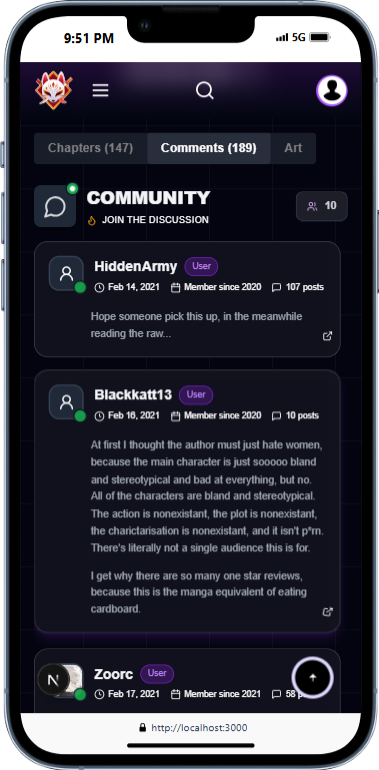 9:51 PM
5G
Chapters (147)
Comments (189)
Art
COMMUNITY
JOIN THE DISCUSSION
10
HiddenArmy
User
Feb 14, 2021
Member since 2020
107 posts
Hope someone pick this up, in the meanwhile
reading the raw...
Blackkatt13
User
Feb 16, 2021
Member since 2020
10 posts
At first I thought the author must just hate women,
because the main character is just sooooo bland
and stereotypical and bad at everything, but no.
All of the characters are bland and stereotypical.
The action is nonexistant, the plot is nonexistant,
the charictarisation is nonexistant, and it isn't p*rn.
There's literally not a single audience this is for.
I get why there are so many one star reviews,
because this is the manga equivalent of eating
cardboard.
N
Zoorc
User
Feb 17, 2021
Member since 2021
58
http://localhost:3000